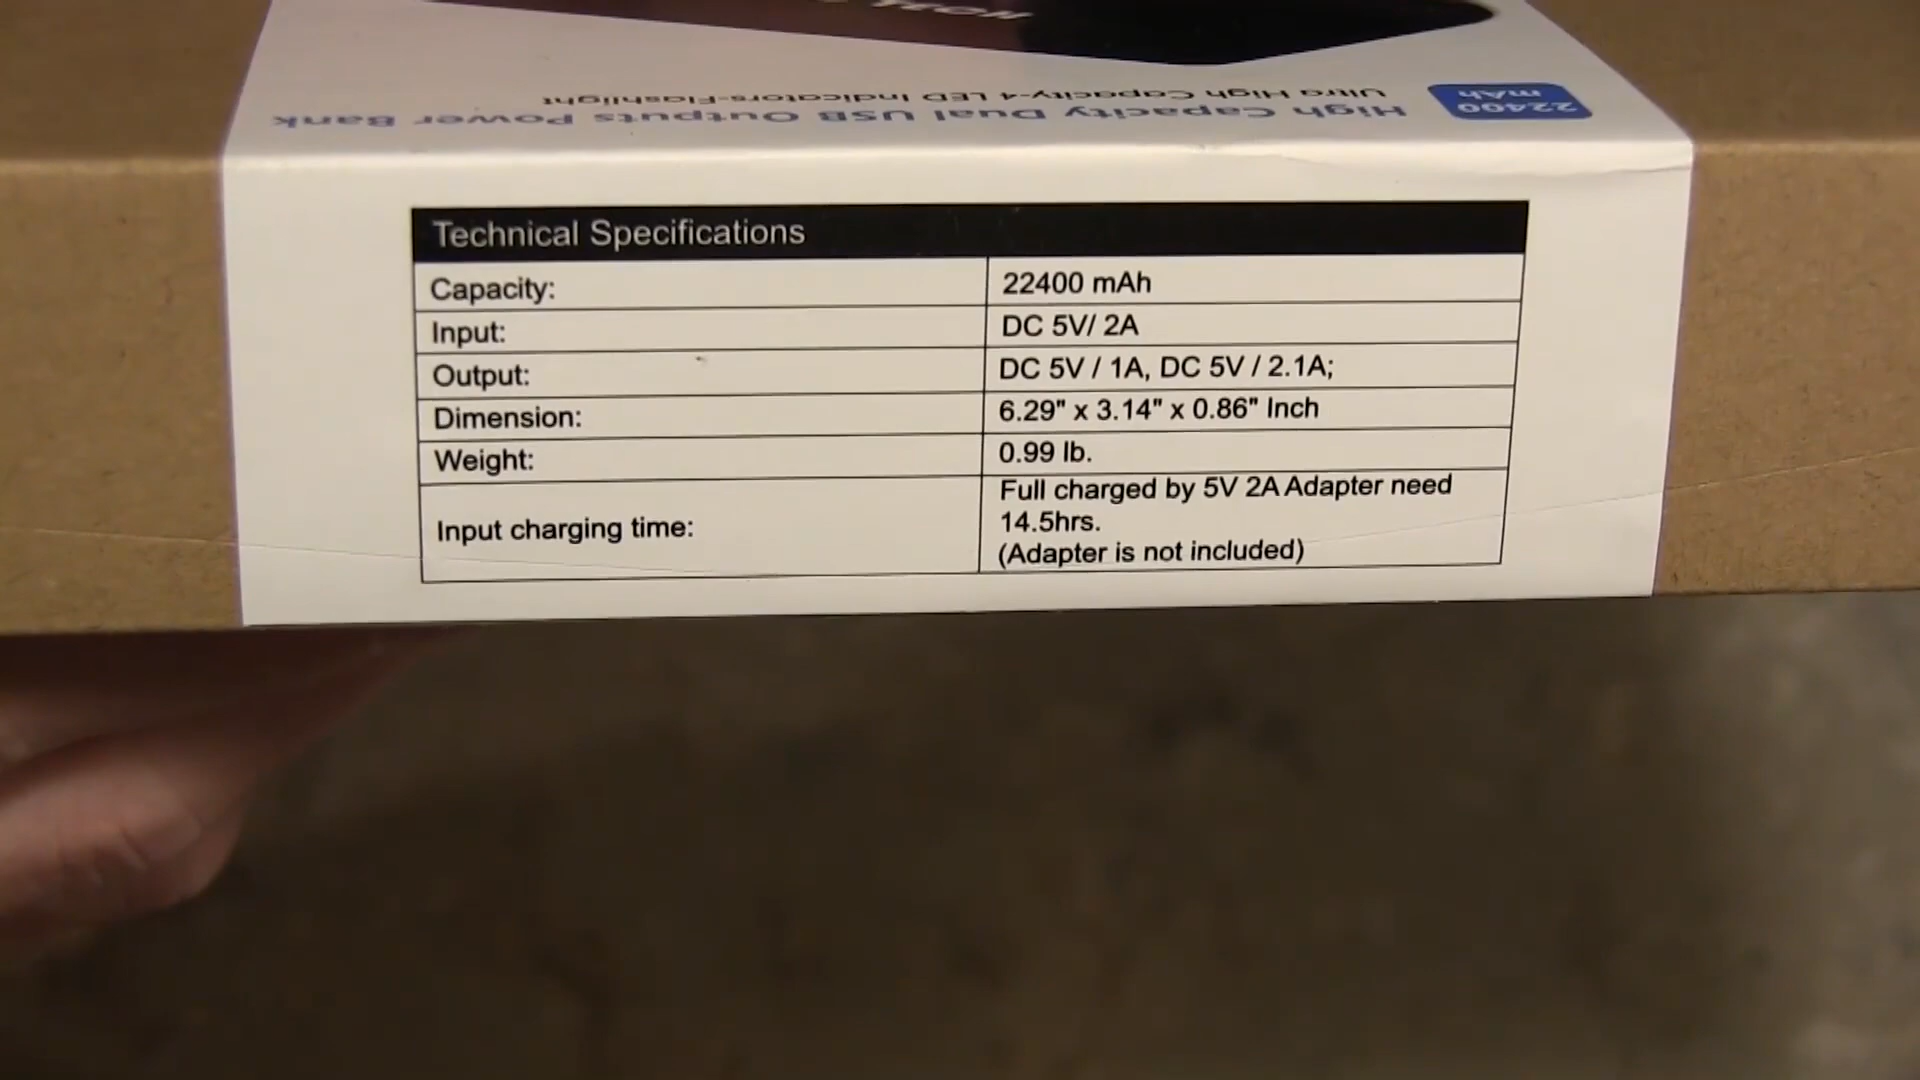 TECH
Ultra High Capacity-4 LED Indicators-Flashlight
High Capacity Dual USB Outputs Power Bank
22400
mAh
Technical Specifications
Capacity: 22400 mAh
Input: DC 5V/ 2A
Output: DC 5V / 1A, DC 5V / 2.1A;
Dimension: 6.29" x 3.14" x 0.86" Inch
Weight: 0.99 lb.
Input charging time: Full charged by 5V 2A Adapter need
14.5hrs.
(Adapter is not included)